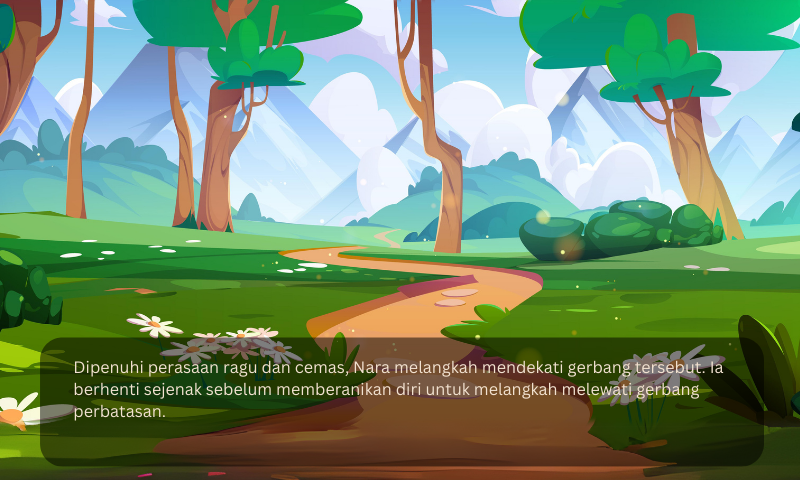 Dipenuhi perasaan ragu dan cemas, Nara melangkah mendekati gerbang tersebut. Ia
berhenti sejenak sebelum memberanikan diri untuk melangkah melewati gerbang
perbatasan.